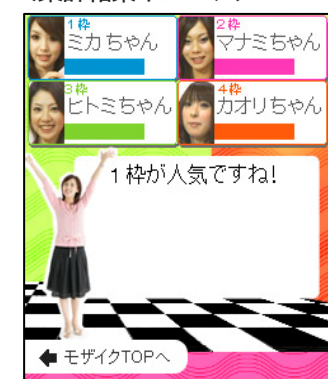 1枠
ミカちゃん
2枠
マナミちゃん
3枠
ヒトミちゃん
4枠
カオリちゃん
1枠が人気ですね!
モザイクTOPへ